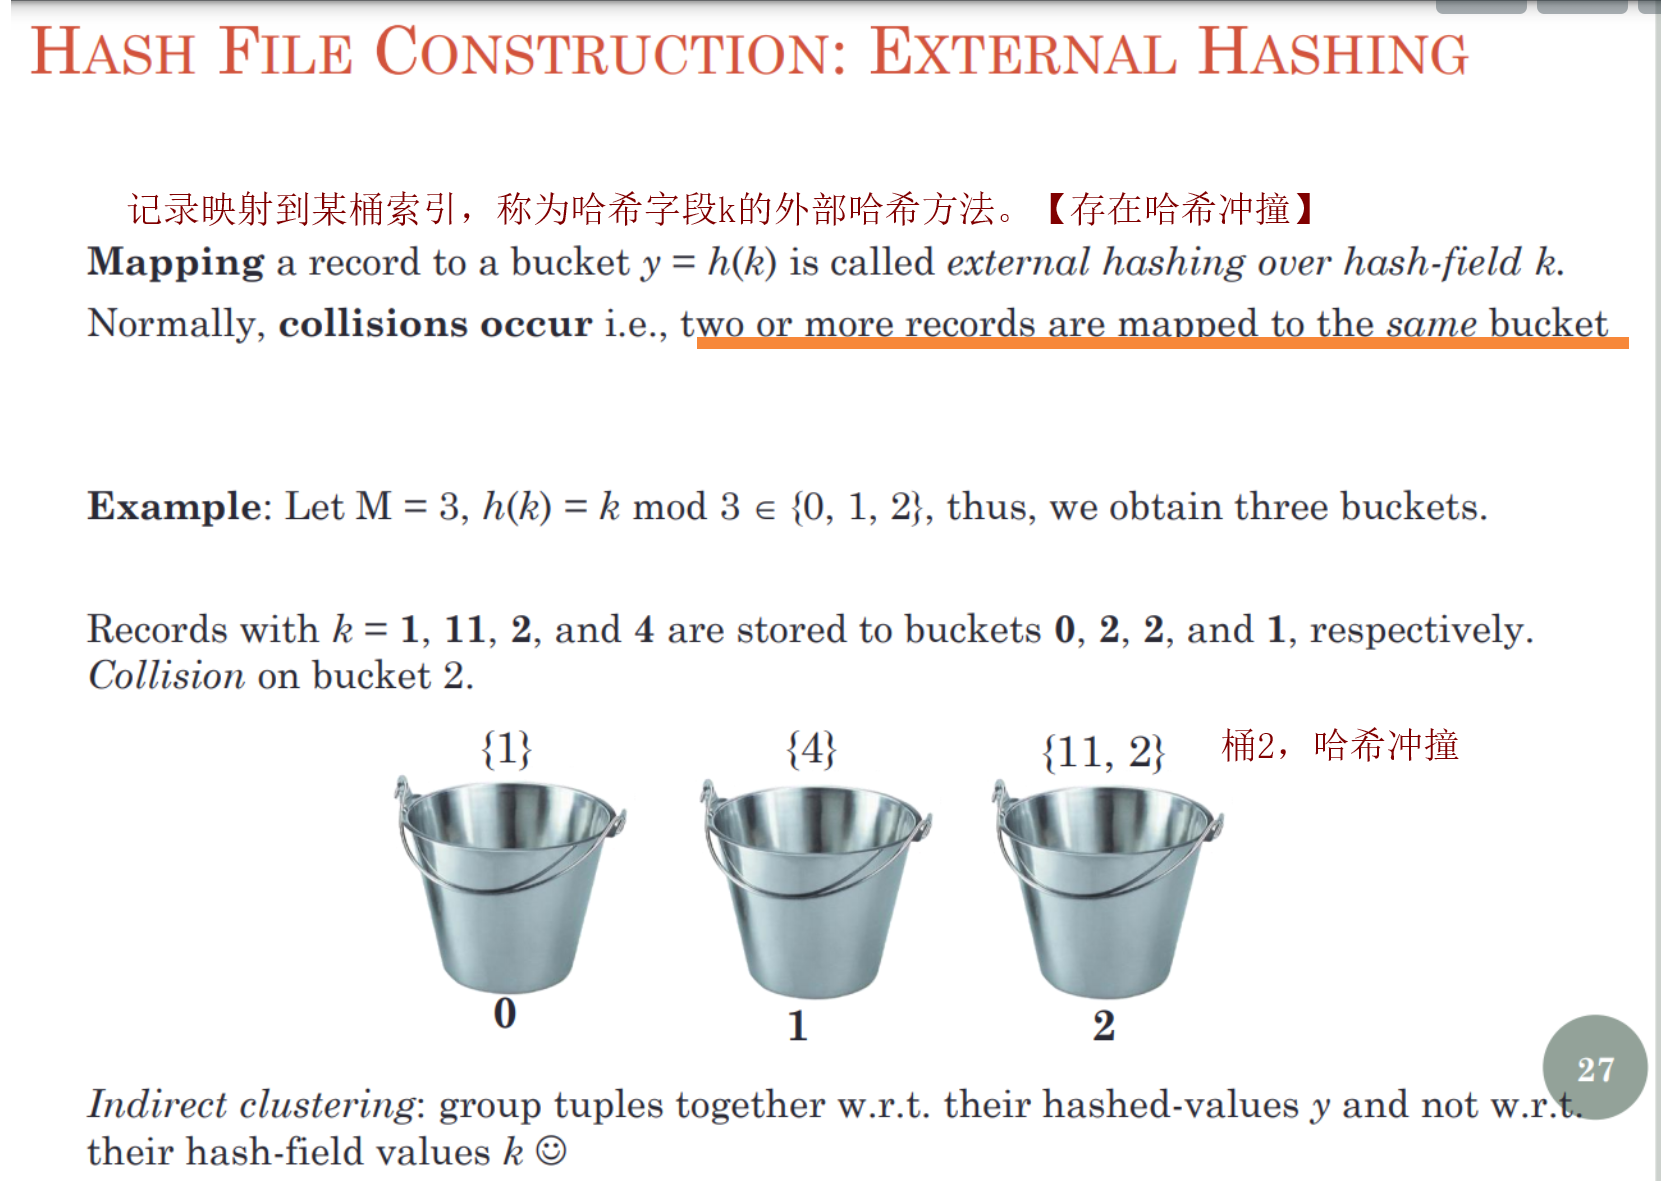 HASH FILE CONSTRUCTION: EXTERNAL HASHING
记录映射到某桶索引，称为哈希字段k的外部哈希方法。【存在哈希冲撞】
Mapping a record to a bucket y = h(k) is called external hashing over hash-field k.
Normally, collisions occur i.e., two or more records are mapped to the same bucket
Example: Let M = 3, h(k) = k mod 3 ∈ {0, 1, 2}, thus, we obtain three buckets.
Records with k = 1, 11, 2, and 4 are stored to buckets 0, 2, 2, and 1, respectively.
Collision on bucket 2.
{1} {4} {11, 2} 桶2，哈希冲撞
0 1 2
27
Indirect clustering: group tuples together w.r.t. their hashed-values y and not w.r.t.
their hash-field values k ☺